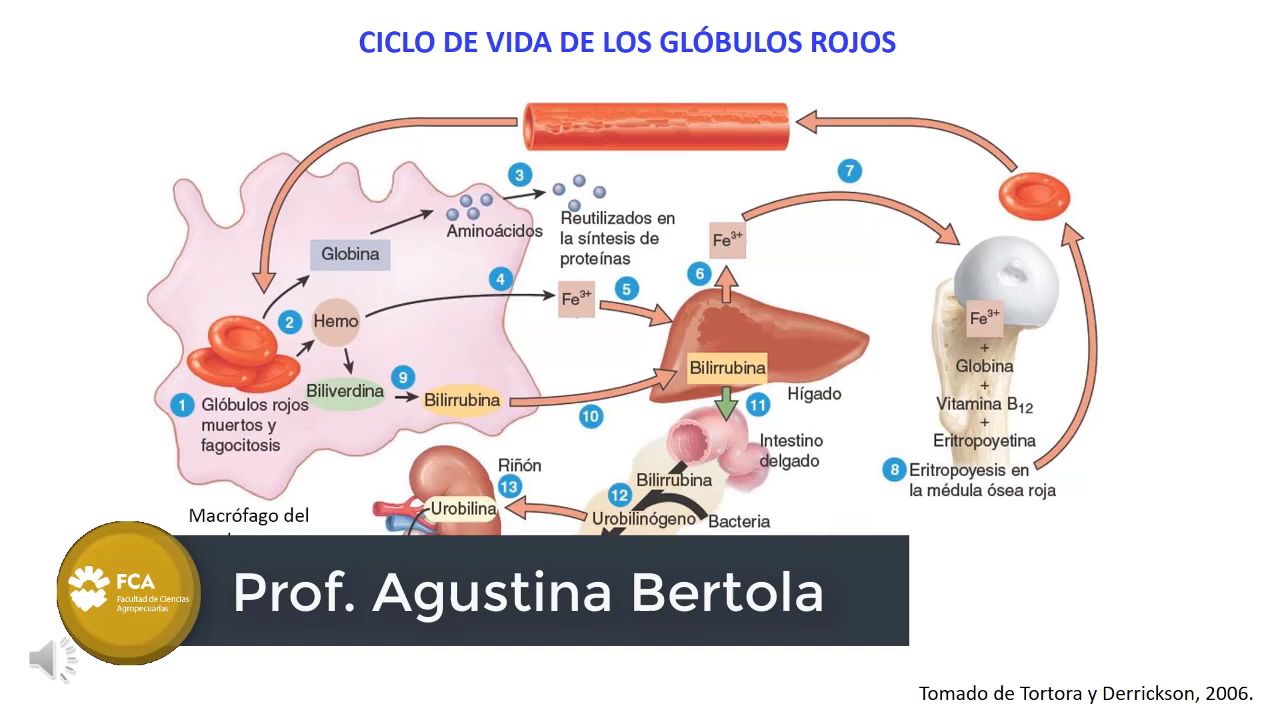 CICLO DE VIDA DE LOS GLÓBULOS ROJOS
3
7
Aminoácidos
Reutilizados en
la síntesis de
proteínas
Globina
Fe³⁺
4
5
6
Fe³⁺
2
Hemo
Fe³⁺
+
Globina
+
Vitamina B₁₂
+
Eritropoyetina
Biliverdina
9
Bilirrubina
10
Bilirrubina
Hígado
11
1 Glóbulos rojos
muertos y
fagocitosis
Intestino
delgado
8 Eritropoyesis en
la médula ósea roja
Riñón
13
Urobilina
12
Bilirrubina
Urobilinógeno
Bacteria
Macrófago del
FCA
Facultad de Ciencias
Agropecuarias
Prof. Agustina Bertola
Tomado de Tortora y Derrickson, 2006.